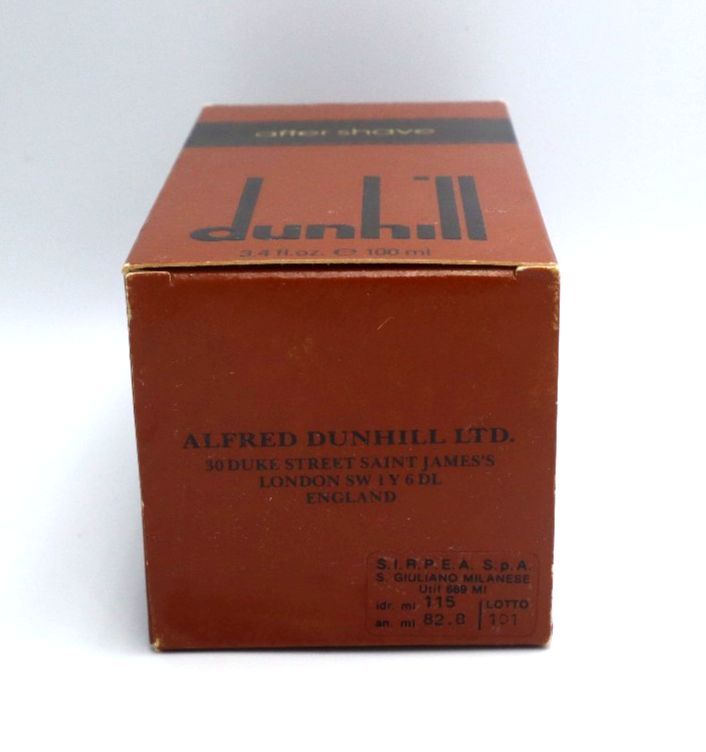 after shave
dunhill
3.4 fl.oz. ℮ 100 ml
ALFRED DUNHILL LTD.
30 DUKE STREET SAINT JAMES'S
LONDON SW 1 Y 6 DL
ENGLAND
S.I.R.P.E.A. S.p.A.
S. GIULIANO MILANESE
Utif 569 MI
idr. ml 115 LOTTO
an. ml 82.8 101